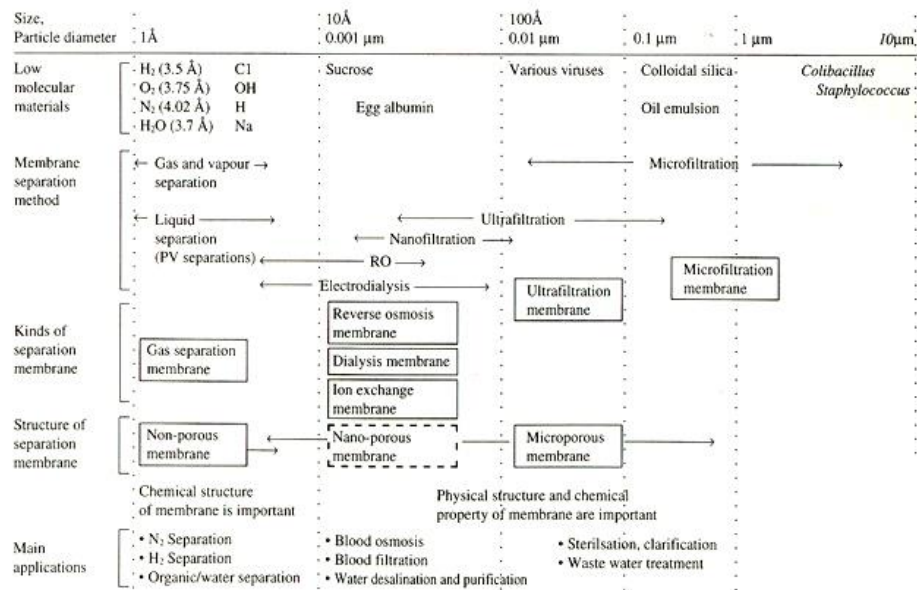 Size,
10Å
100Å
Particle diameter
1Å
0.001 μm
0.01 μm
0.1 μm
1 μm
10μm.
Low
molecular
materials
H₂ (3.5 Å) Cl
O₂ (3.75 Å) OH
N₂ (4.02 Å) H
H₂O (3.7 Å) Na
Sucrose
Egg albumin
Various viruses
Colloidal silica
Oil emulsion
Colibacillus
Staphylococcus
Membrane
separation
method
Gas and vapour
separation
Microfiltration
Liquid
separation
(PV separations)
Ultrafiltration
Nanofiltration
RO
Electrodialysis
Kinds of
separation
membrane
Gas separation
membrane
Reverse osmosis
membrane
Dialysis membrane
Ion exchange
membrane
Ultrafiltration
membrane
Microfiltration
membrane
Structure of
separation
membrane
Non-porous
membrane
Nano-porous
membrane
Microporous
membrane
Chemical structure
of membrane is important
Physical structure and chemical
property of membrane are important
Main
applications
• N₂ Separation
• H₂ Separation
• Organic/water separation
• Blood osmosis
• Blood filtration
• Water desalination and purification
• Sterilsation, clarification
• Waste water treatment